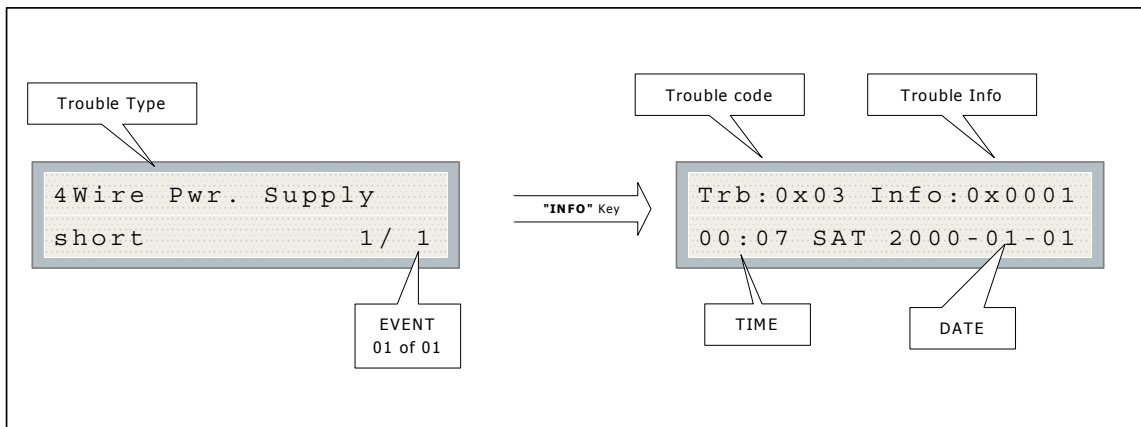 Trouble Type
4Wire Pwr. Supply
short 1/ 1
EVENT
01 of 01
"INFO" Key
Trouble code
Trouble Info
Trb:0x03 Info:0x0001
00:07 SAT 2000-01-01
TIME
DATE